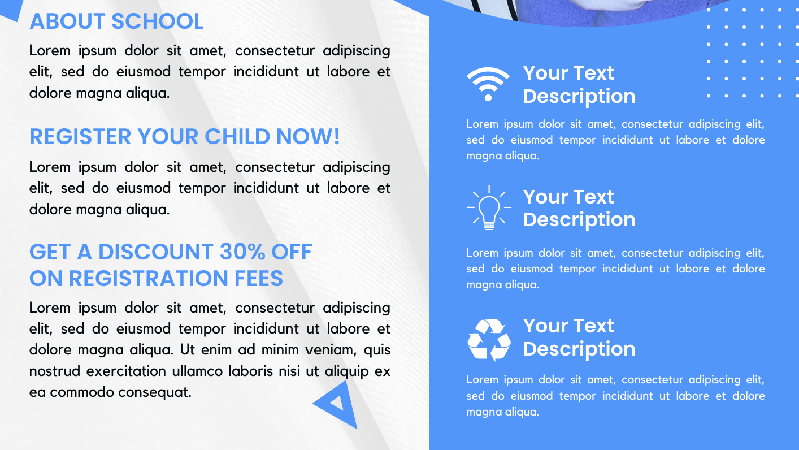 ABOUT SCHOOL
Lorem ipsum dolor sit amet, consectetur adipiscing
elit, sed do eiusmod tempor incididunt ut labore et
dolore magna aliqua.
REGISTER YOUR CHILD NOW!
Lorem ipsum dolor sit amet, consectetur adipiscing
elit, sed do eiusmod tempor incididunt ut labore et
dolore magna aliqua.
GET A DISCOUNT 30% OFF
ON REGISTRATION FEES
Lorem ipsum dolor sit amet, consectetur adipiscing
elit, sed do eiusmod tempor incididunt ut labore et
dolore magna aliqua. Ut enim ad minim veniam, quis
nostrud exercitation ullamco laboris nisi ut aliquip ex
ea commodo consequat.
Your Text
Description
Lorem ipsum dolor sit amet, consectetur adipiscing elit,
sed do eiusmod tempor incididunt ut labore et dolore
magna aliqua.
Your Text
Description
Lorem ipsum dolor sit amet, consectetur adipiscing elit,
sed do eiusmod tempor incididunt ut labore et dolore
magna aliqua.
Your Text
Description
Lorem ipsum dolor sit amet, consectetur adipiscing elit,
sed do eiusmod tempor incididunt ut labore et dolore
magna aliqua.